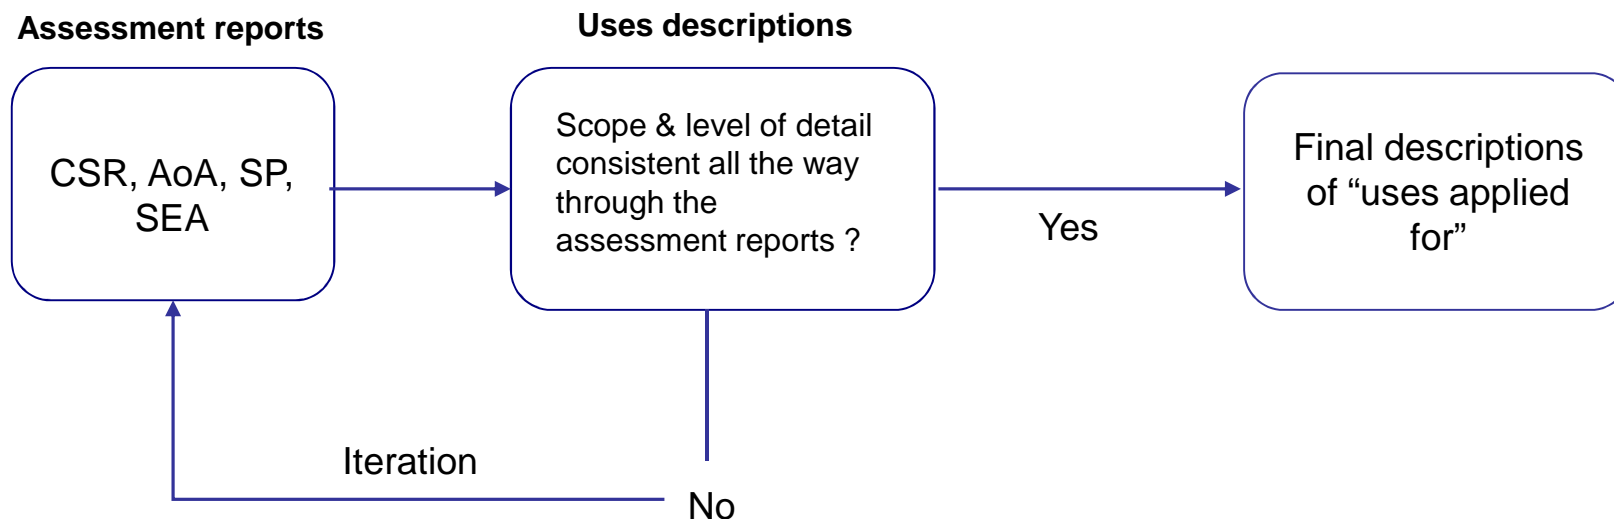 Assessment reports
Uses descriptions
CSR, AoA, SP,
SEA
Scope & level of detail
consistent all the way
through the
assessment reports ?
Yes
Final descriptions
of “uses applied
for”
Iteration
No